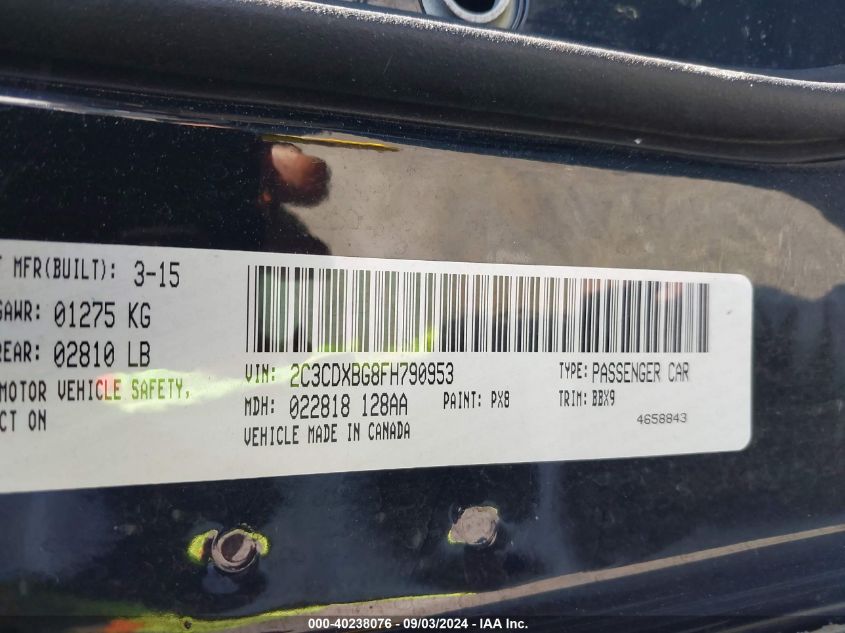 T MFR(BUILT): 3-15
GAWR: 01275 KG
REAR: 02810 LB
MOTOR VEHICLE SAFETY,
CT ON
VIN: 2C3CDXBG8FH790953
TYPE: PASSENGER CAR
MDH: 022818 128AA
PAINT: PX8
TRIM: BBX9
VEHICLE MADE IN CANADA
4658843
000-40238076 - 09/03/2024 - IAA Inc.